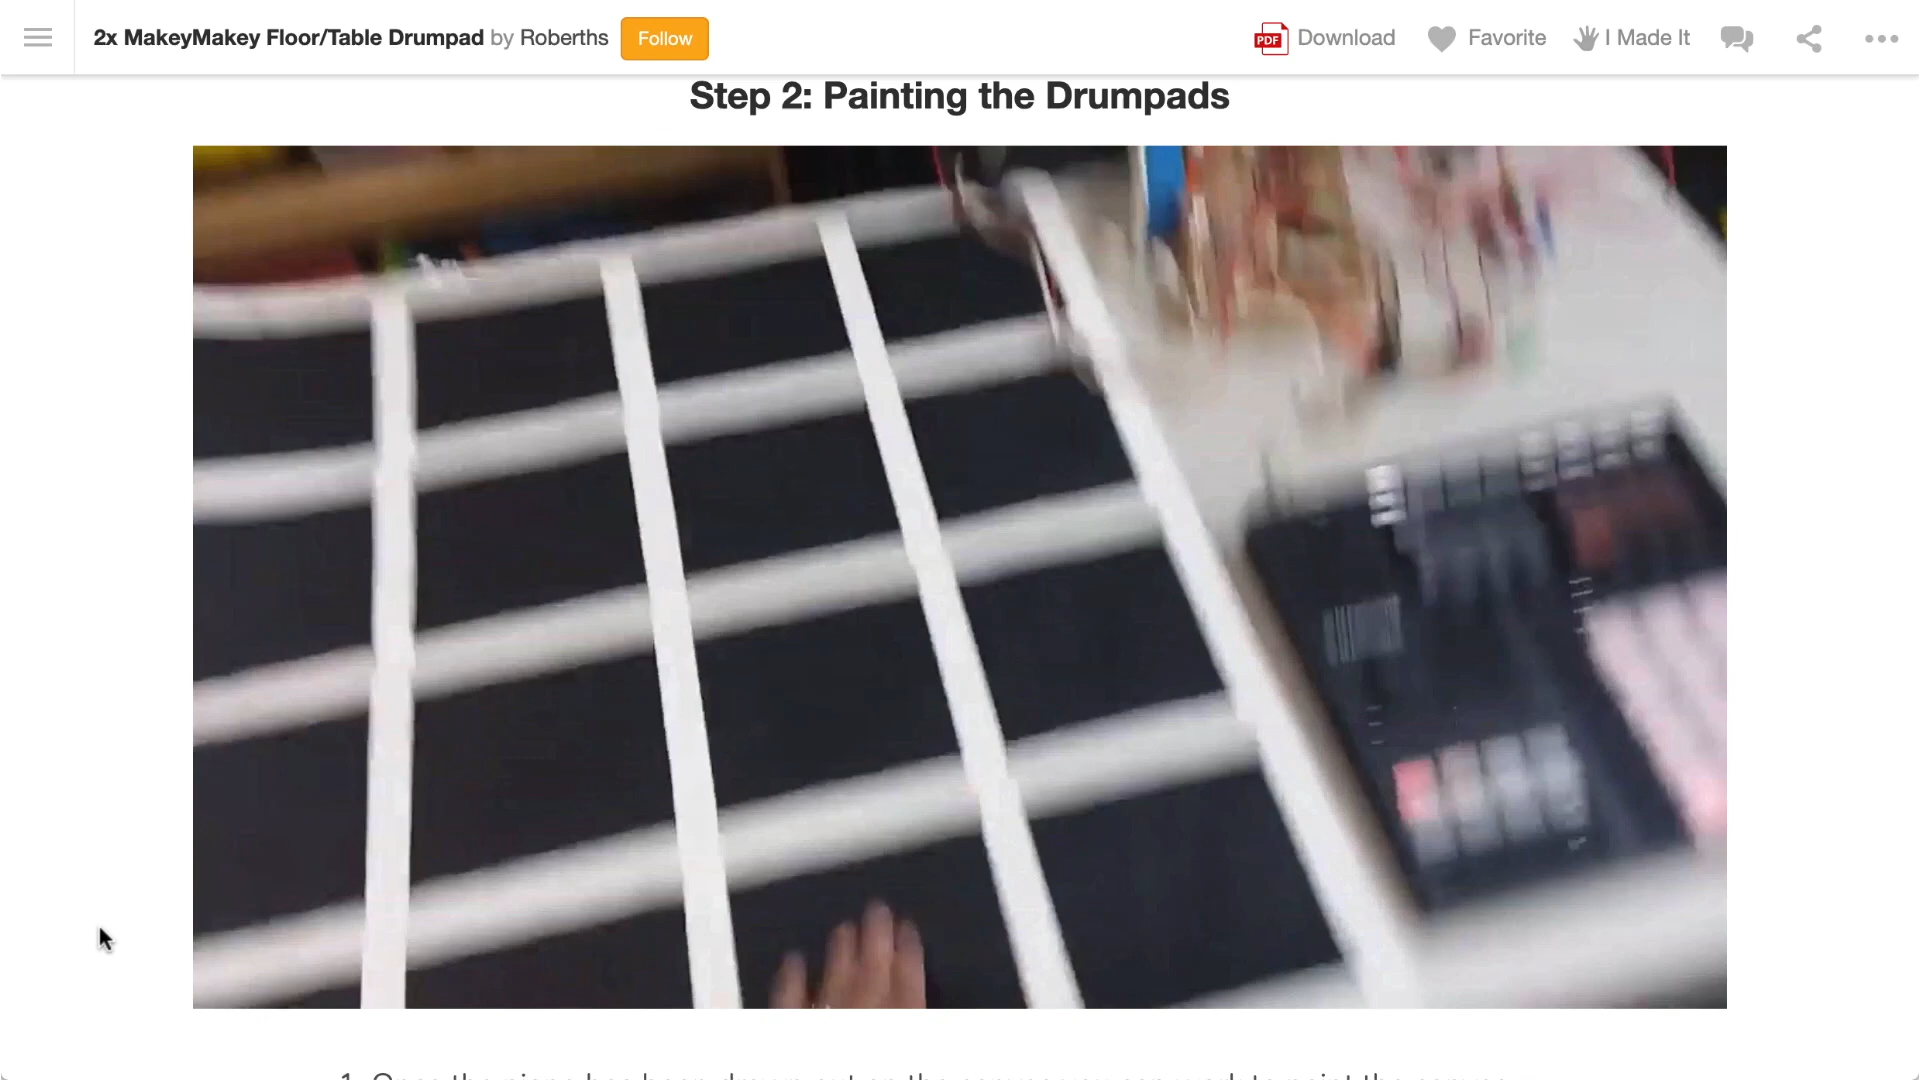 2x MakeyMakey Floor/Table Drumpad by Roberths
Follow
PDF Download
Favorite
I Made It
Step 2: Painting the Drumpads